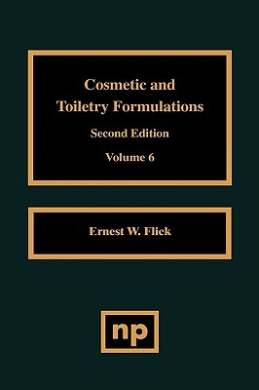 Cosmetic and
Toiletry Formulations
Second Edition
Volume 6
Ernest W. Flick
np